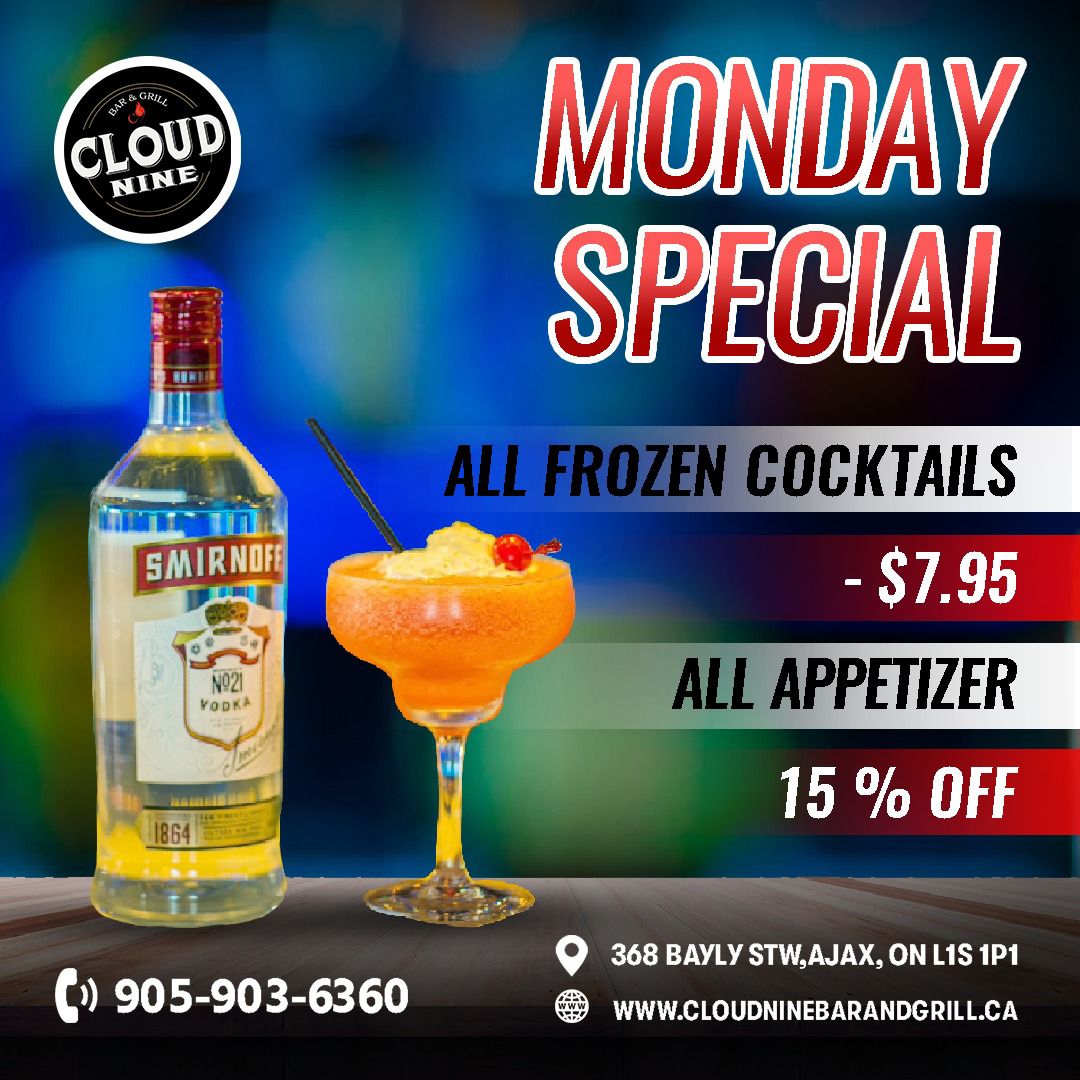 BAR & GRILL
CLOUD
NINE
MONDAY
SPECIAL
ALL FROZEN COCKTAILS
- $7.95
ALL APPETIZER
15 % OFF
SMIRNOFF
Nº21
VODKA
1864
905-903-6360
368 BAYLY STW,AJAX, ON L1S 1P1
WWW.CLOUDNINEBARANDGRILL.CA